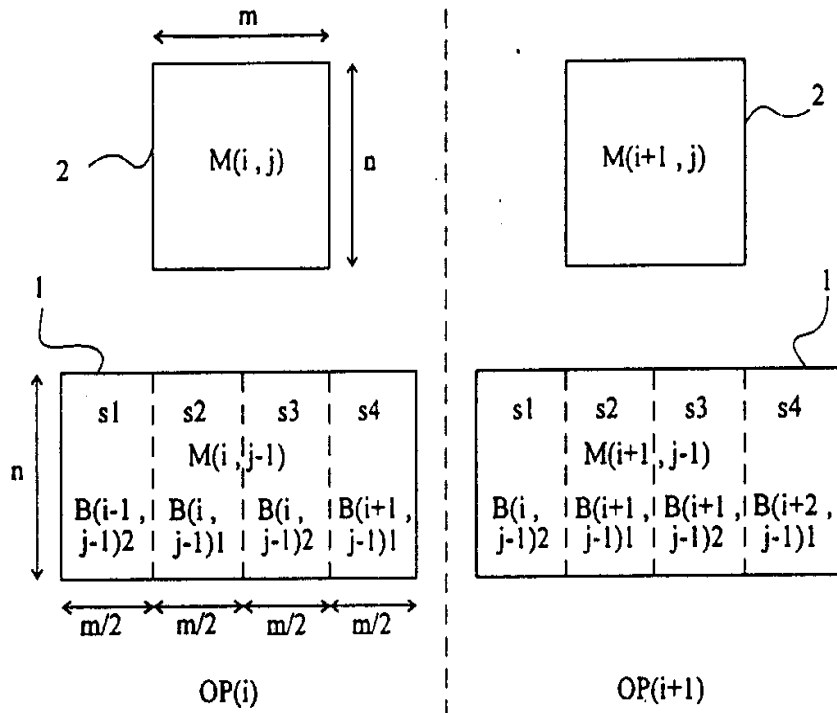 m
2
M(i , j)
n
M(i+1 , j)
2
1
1
s1 s2 s3 s4
M(i , j-1)
n
B(i-1 , B(i , B(i , B(i+1 ,
j-1)2 j-1)1 j-1)2 j-1)1
m/2 m/2 m/2 m/2
s1 s2 s3 s4
M(i+1 , j-1)
B(i , B(i+1 , B(i+1 , B(i+2 ,
j-1)2 j-1)1 j-1)2 j-1)1
OP(i)
OP(i+1)